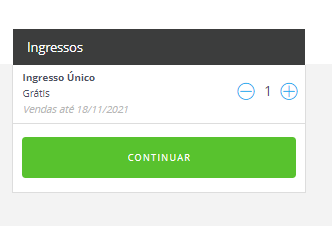 Ingressos
Ingresso Único
Grátis
1
Vendas até 18/11/2021
CONTINUAR